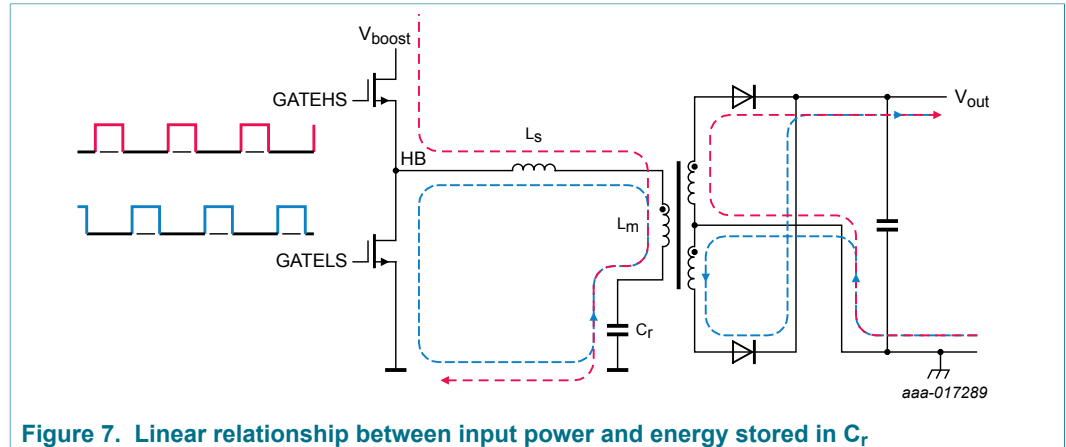 V_boost
GATEHS
L_s
V_out
HB
L_m
GATELS
C_r
aaa-017289
Figure 7. Linear relationship between input power and energy stored in C_r